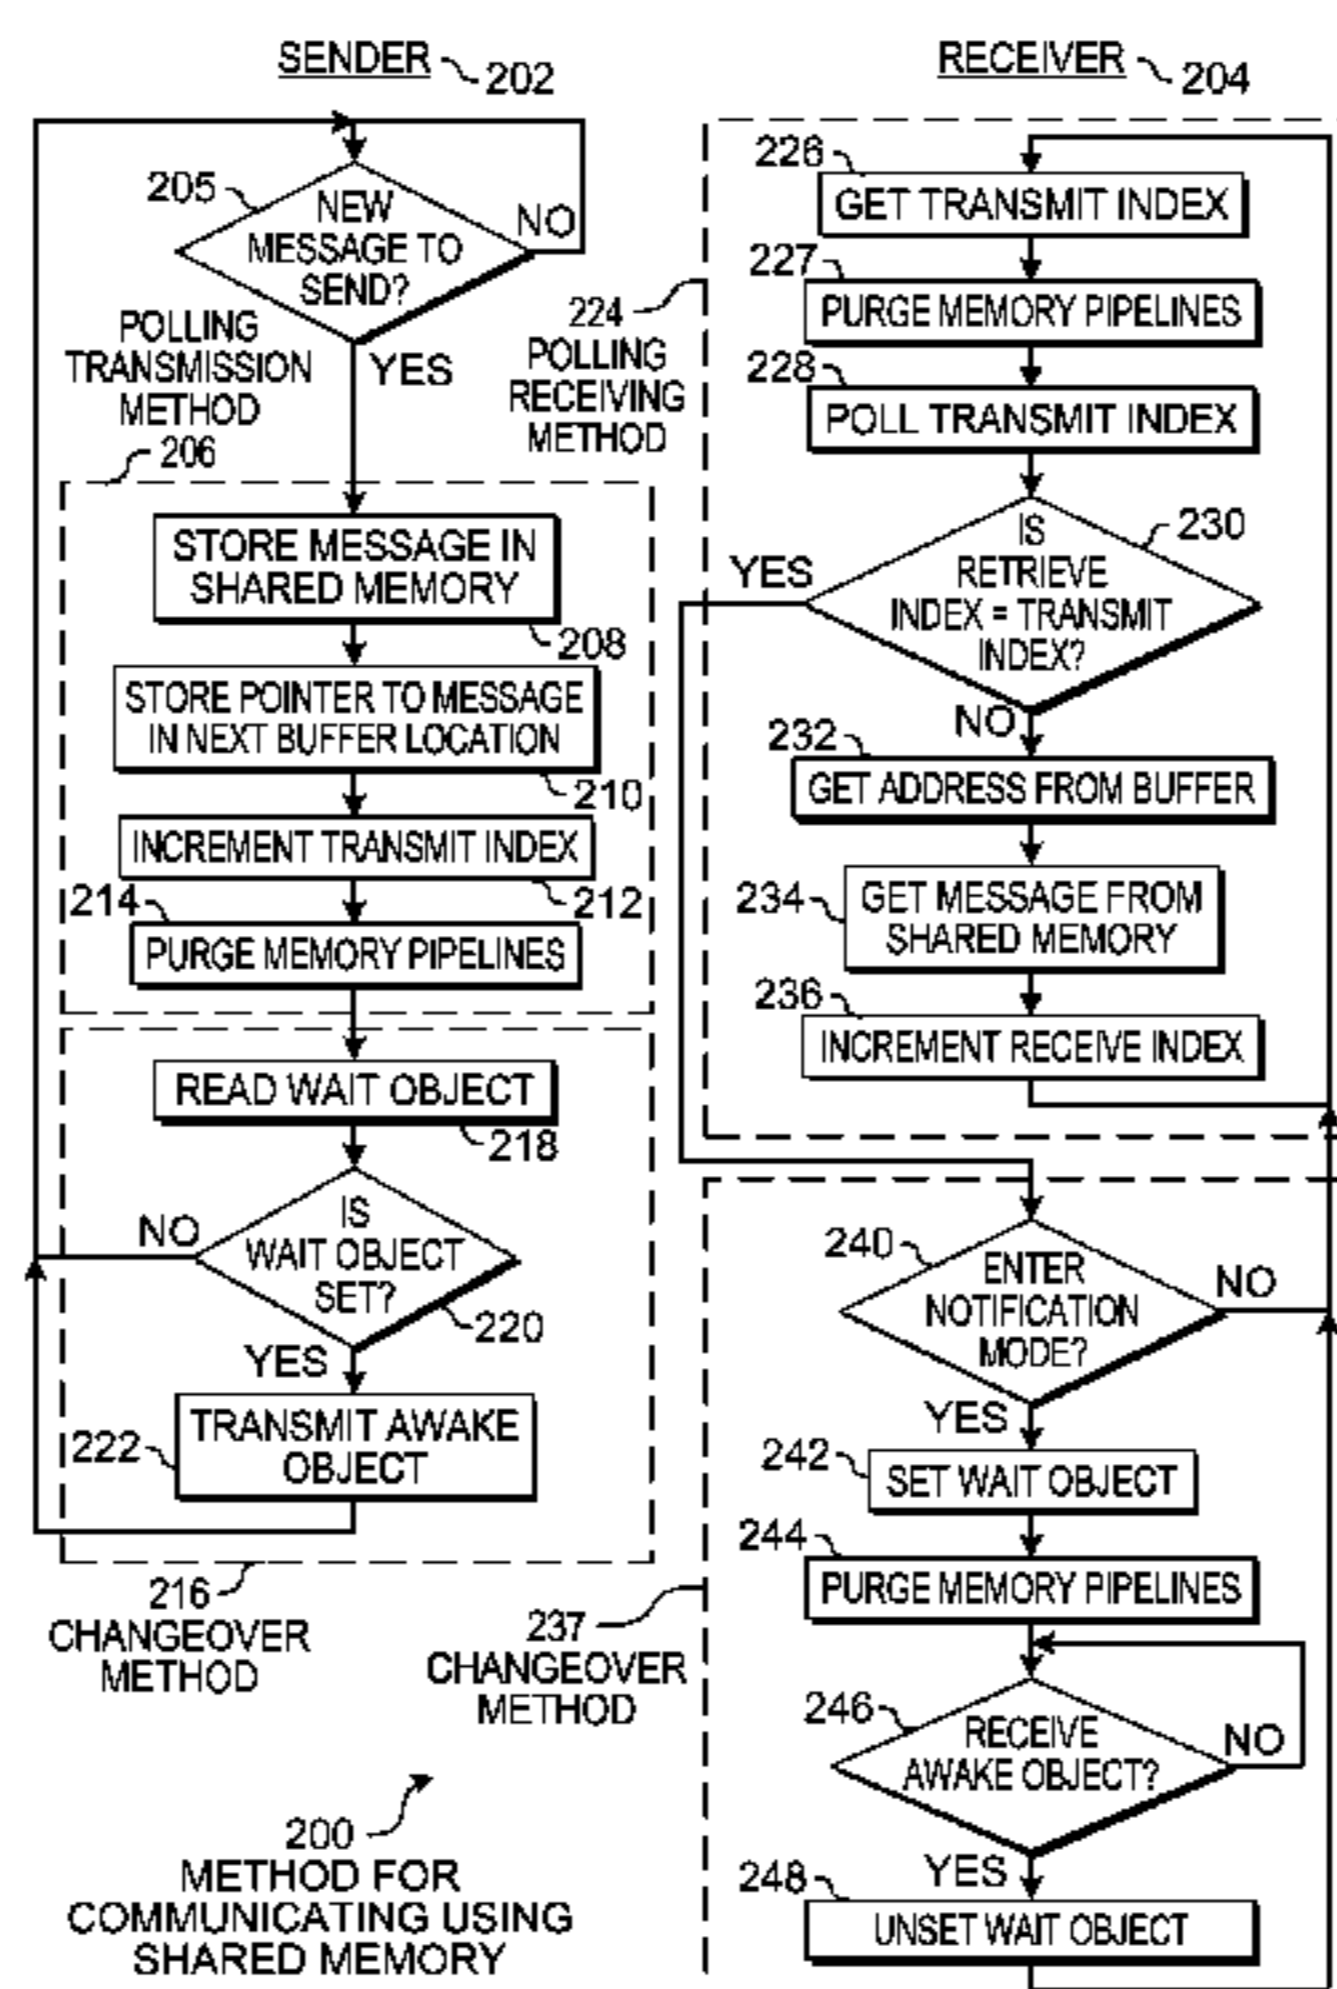 SENDER 202
205
NEW
MESSAGE TO
SEND?
NO
YES
POLLING
TRANSMISSION
METHOD
206
STORE MESSAGE IN
SHARED MEMORY
208
STORE POINTER TO MESSAGE
IN NEXT BUFFER LOCATION
210
INCREMENT TRANSMIT INDEX
212
214
PURGE MEMORY PIPELINES
READ WAIT OBJECT
218
IS
WAIT OBJECT
SET?
NO
220
YES
222
TRANSMIT AWAKE
OBJECT
216
CHANGEOVER
METHOD
200
METHOD FOR
COMMUNICATING USING
SHARED MEMORY
RECEIVER 204
224
POLLING
RECEIVING
METHOD
226
GET TRANSMIT INDEX
227
PURGE MEMORY PIPELINES
228
POLL TRANSMIT INDEX
230
IS
RETRIEVE
INDEX = TRANSMIT
INDEX?
YES
NO
232
GET ADDRESS FROM BUFFER
234
GET MESSAGE FROM
SHARED MEMORY
236
INCREMENT RECEIVE INDEX
240
ENTER
NOTIFICATION
MODE?
NO
YES
242
SET WAIT OBJECT
244
PURGE MEMORY PIPELINES
237
CHANGEOVER
METHOD
246
RECEIVE
AWAKE OBJECT?
NO
YES
248
UNSET WAIT OBJECT